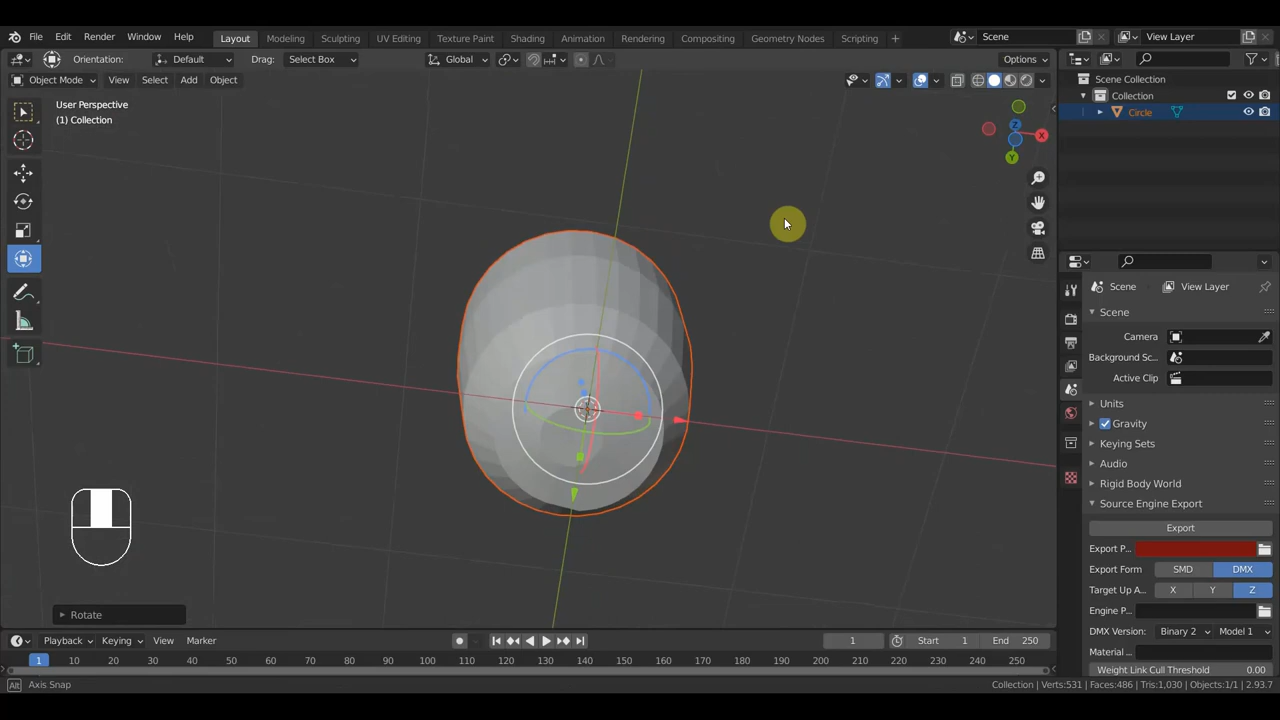 File Edit Render Window Help Layout Modeling Sculpting UV Editing Texture Paint Shading Animation Rendering Compositing Geometry Nodes Scripting + Scene View Layer
Orientation: Default Drag: Select Box Global Options
Object Mode View Select Add Object
User Perspective
(1) Collection
Z
X
Y
Scene Collection
Collection
Circle
Scene View Layer
Scene
Camera
Background Sc...
Active Clip
Units
Gravity
Keying Sets
Audio
Rigid Body World
Source Engine Export
Export
Export P...
Export Form SMD DMX
Target Up A... X Y Z
Engine P...
DMX Version: Binary 2 Model 1
Material ...
Weight Link Cull Threshold 0.00
Rotate
Playback Keying View Marker 1 Start 1 End 250
1 10 20 30 40 50 60 70 80 90 100 110 120 130 140 150 160 170 180 190 200 210 220 230 240 250
Alt Axis Snap Collection | Verts:531 | Faces:486 | Tris:1,030 | Objects:1/1 | 2.93.7